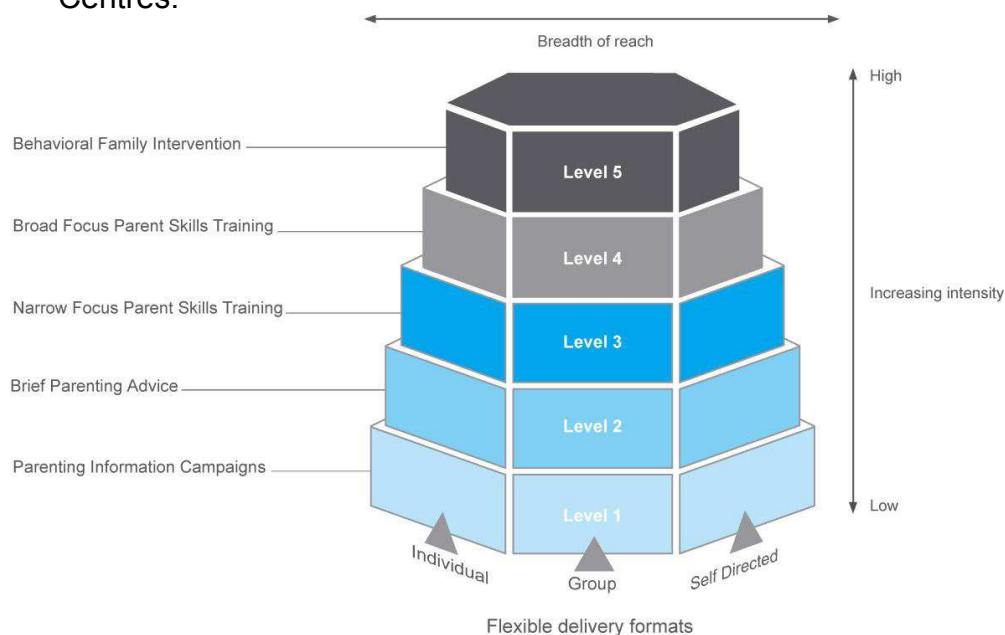 Centres.
Breadth of reach
High
Behavioral Family Intervention
Level 5
Broad Focus Parent Skills Training
Level 4
Increasing intensity
Narrow Focus Parent Skills Training
Level 3
Brief Parenting Advice
Level 2
Parenting Information Campaigns
Level 1
Low
Individual
Group
Self Directed
Flexible delivery formats